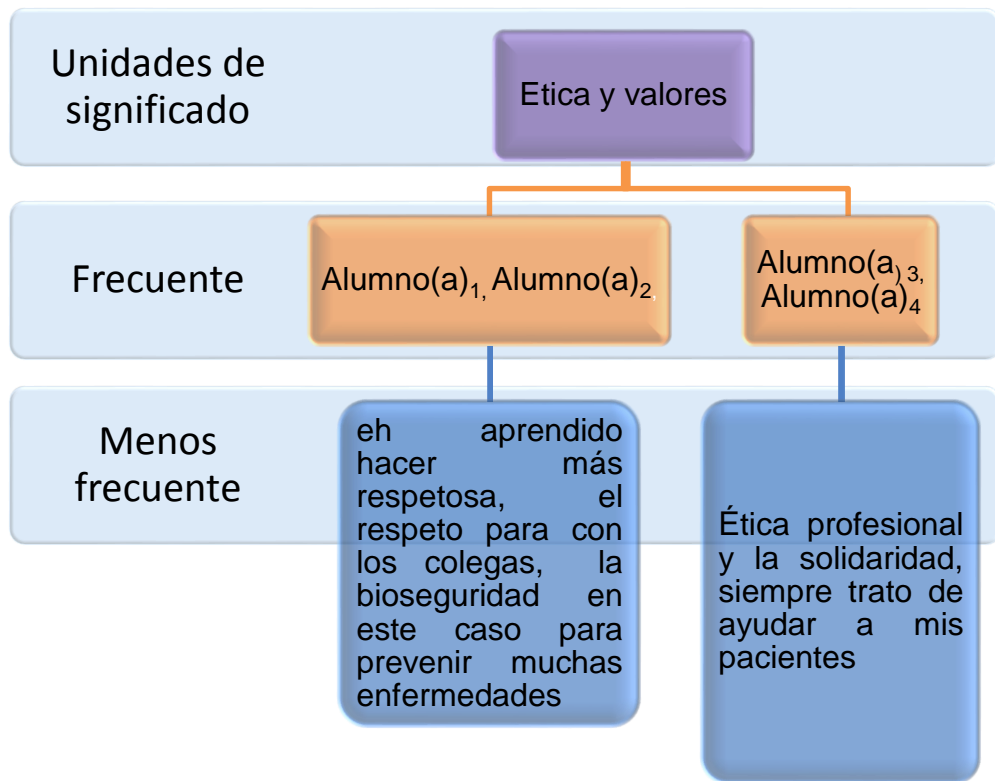 Unidades de
significado
Etica y valores
Frecuente
Alumno(a)1, Alumno(a)2,
Alumno(a) 3,
Alumno(a)4
Menos
frecuente
eh aprendido
hacer más
respetosa, el
respeto para con
los colegas, la
bioseguridad en
este caso para
prevenir muchas
enfermedades
Ética profesional
y la solidaridad,
siempre trato de
ayudar a mis
pacientes